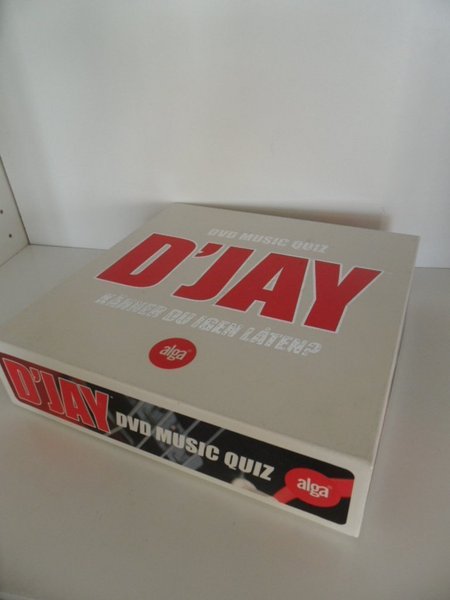 DVD MUSIC QUIZ
D'JAY
KÄNNER DU IGEN LÅTEN?
alga
D'JAY DVD MUSIC QUIZ
alga